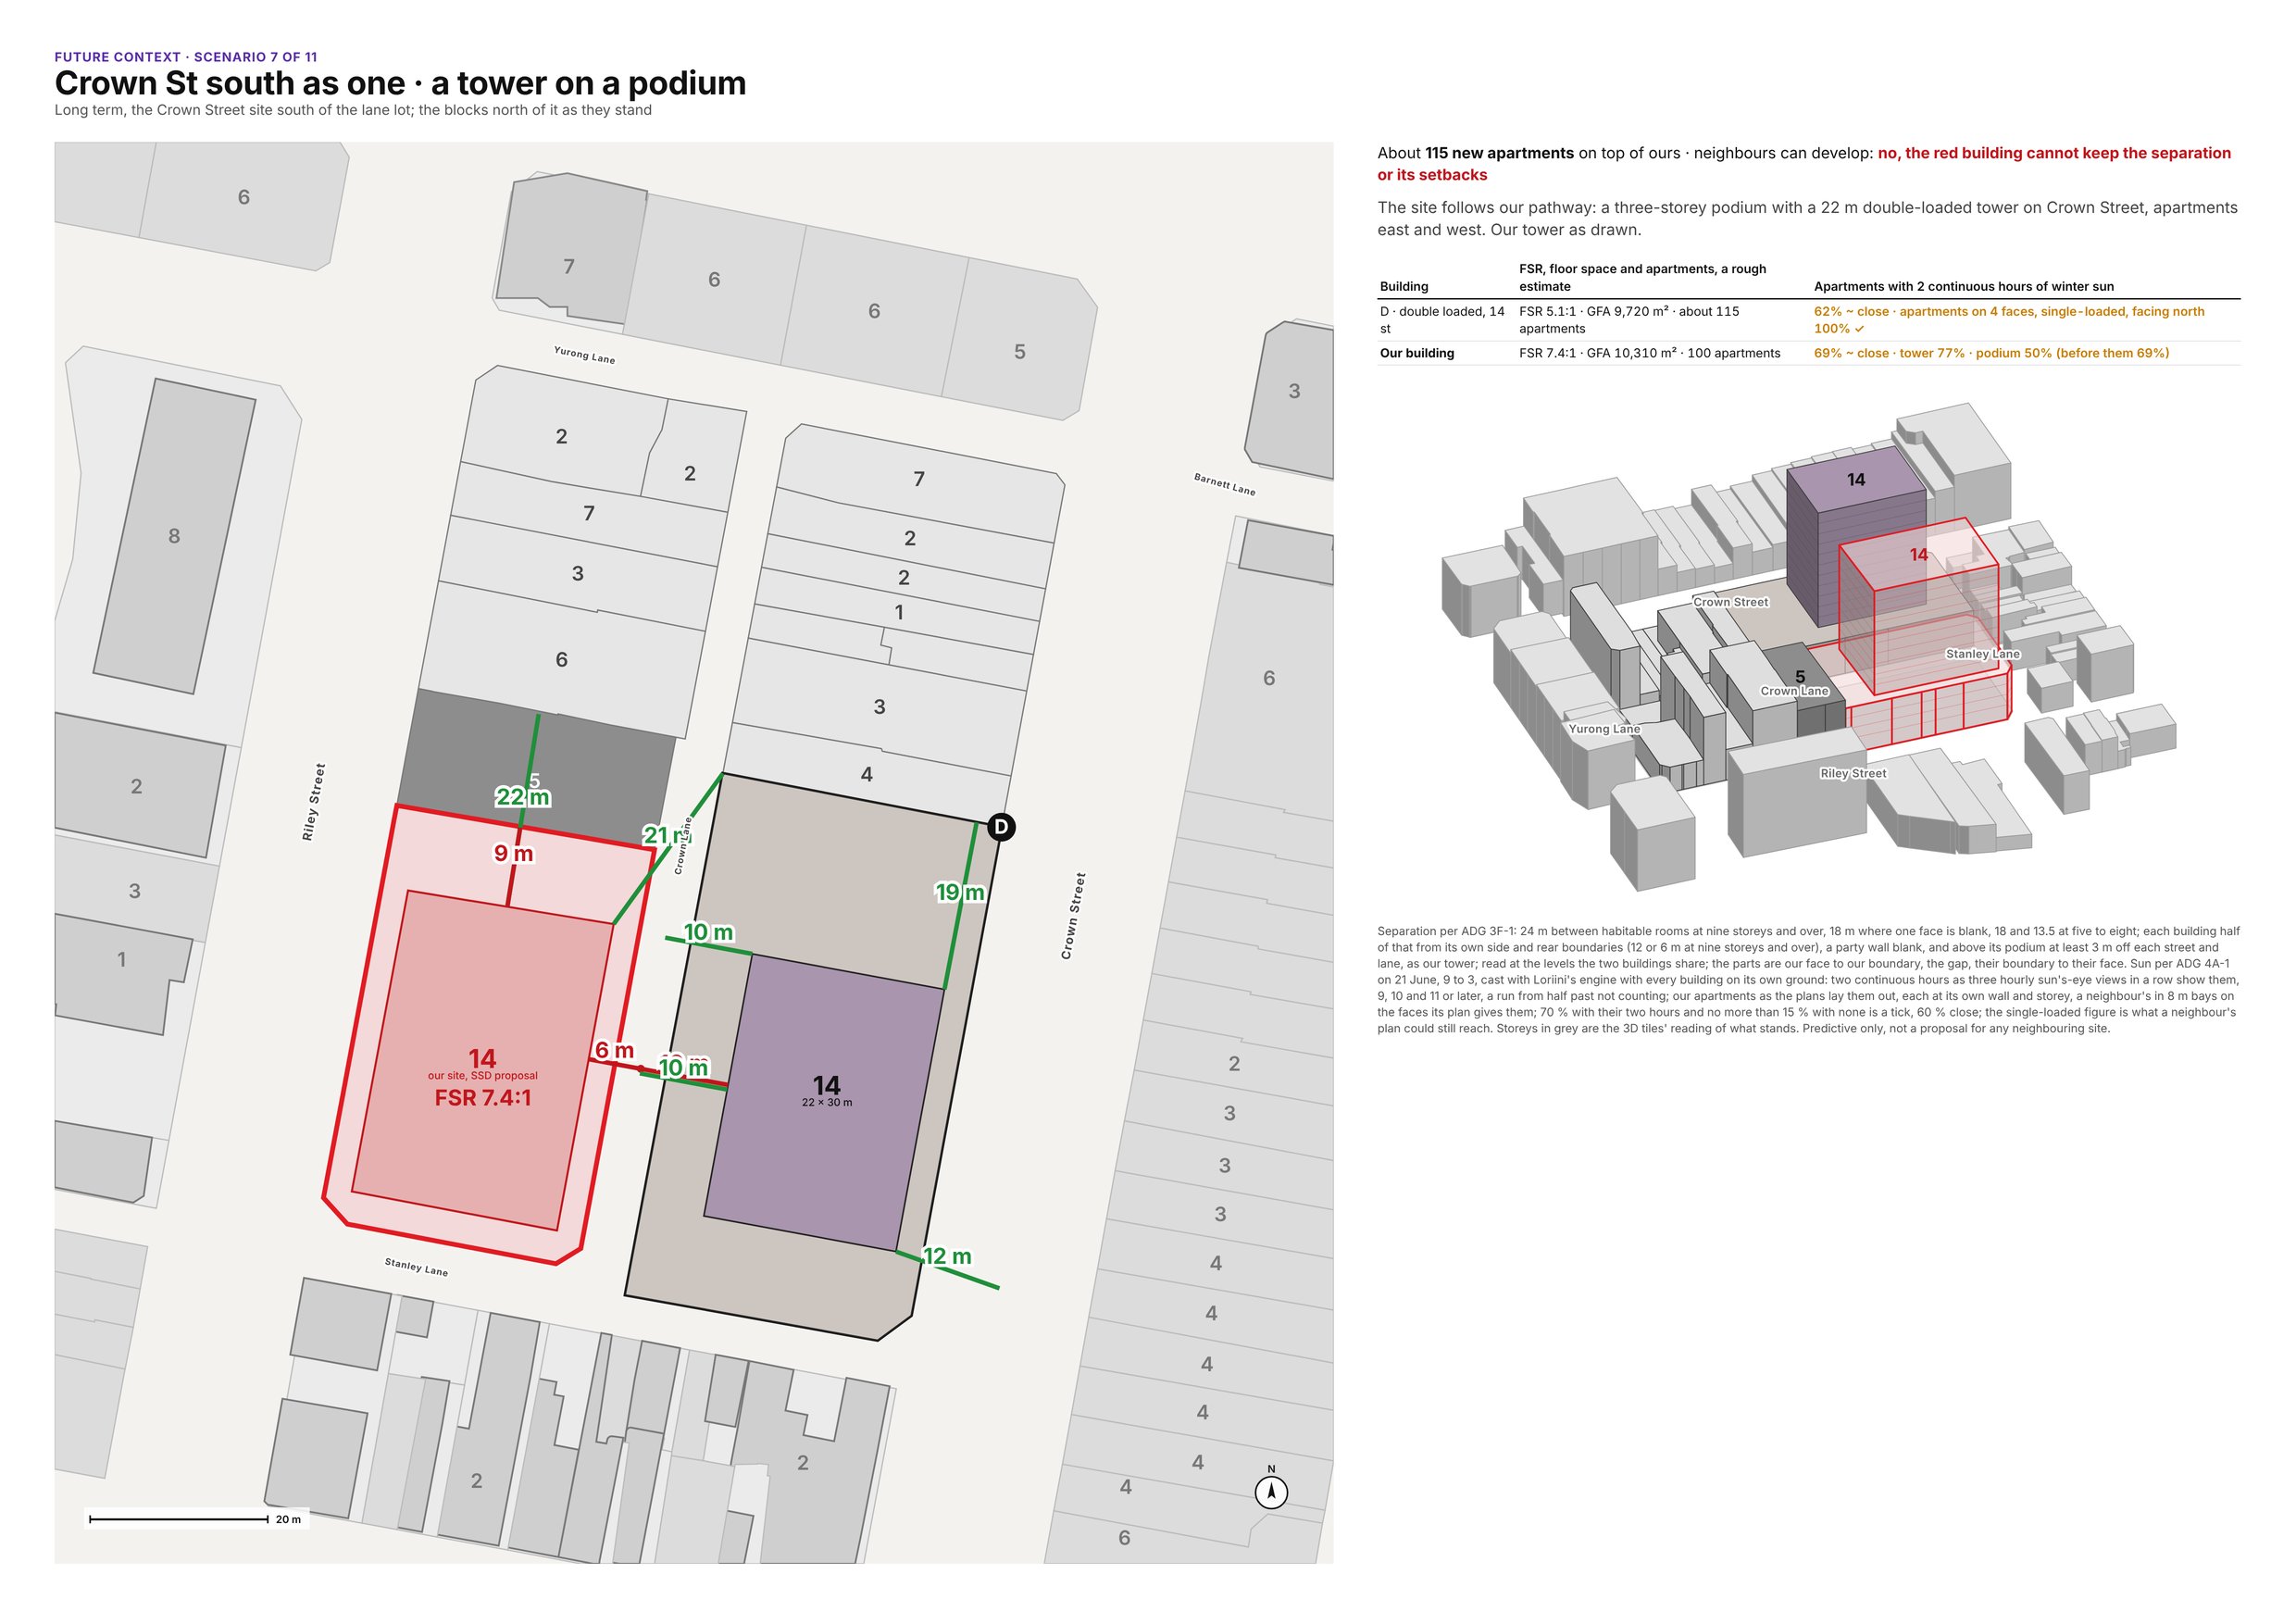 FUTURE CONTEXT · SCENARIO 7 OF 11
Crown St south as one · a tower on a podium
Long term, the Crown Street site south of the lane lot; the blocks north of it as they stand
6
7
6
6
5
3
Yurong Lane
Barnett Lane
2
2
7
3
6
5
8
7
2
2
1
3
4
6
2
3
1
Riley Street
Crown Lane
Crown Street
22 m
9 m
21 m
10 m
19 m
D
6 m
10 m
12 m
14
our site, SSD proposal
FSR 7.4:1
14
22 × 30 m
Stanley Lane
2
3
3
3
4
4
4
4
4
4
6
2
2
20 m
N
About 115 new apartments on top of ours · neighbours can develop: no, the red building cannot keep the separation
or its setbacks
The site follows our pathway: a three-storey podium with a 22 m double-loaded tower on Crown Street, apartments
east and west. Our tower as drawn.
Building
FSR, floor space and apartments, a rough
estimate
Apartments with 2 continuous hours of winter sun
D · double loaded, 14
st
FSR 5.1:1 · GFA 9,720 m² · about 115
apartments
62% ~ close · apartments on 4 faces, single-loaded, facing north
100% ✓
Our building
FSR 7.4:1 · GFA 10,310 m² · 100 apartments
69% ~ close · tower 77% · podium 50% (before them 69%)
14
14
Crown Street
Stanley Lane
5
Crown Lane
Yurong Lane
Riley Street
Separation per ADG 3F-1: 24 m between habitable rooms at nine storeys and over, 18 m where one face is blank, 18 and 13.5 at five to eight; each building half
of that from its own side and rear boundaries (12 or 6 m at nine storeys and over), a party wall blank, and above its podium at least 3 m off each street and
lane, as our tower; read at the levels the two buildings share; the parts are our face to our boundary, the gap, their boundary to their face. Sun per ADG 4A-1
on 21 June, 9 to 3, cast with Loriini's engine with every building on its own ground: two continuous hours as three hourly sun's-eye views in a row show them,
9, 10 and 11 or later, a run from half past not counting; our apartments as the plans lay them out, each at its own wall and storey, a neighbour's in 8 m bays on
the faces its plan gives them; 70 % with their two hours and no more than 15 % with none is a tick, 60 % close; the single-loaded figure is what a neighbour's
plan could still reach. Storeys in grey are the 3D tiles' reading of what stands. Predictive only, not a proposal for any neighbouring site.